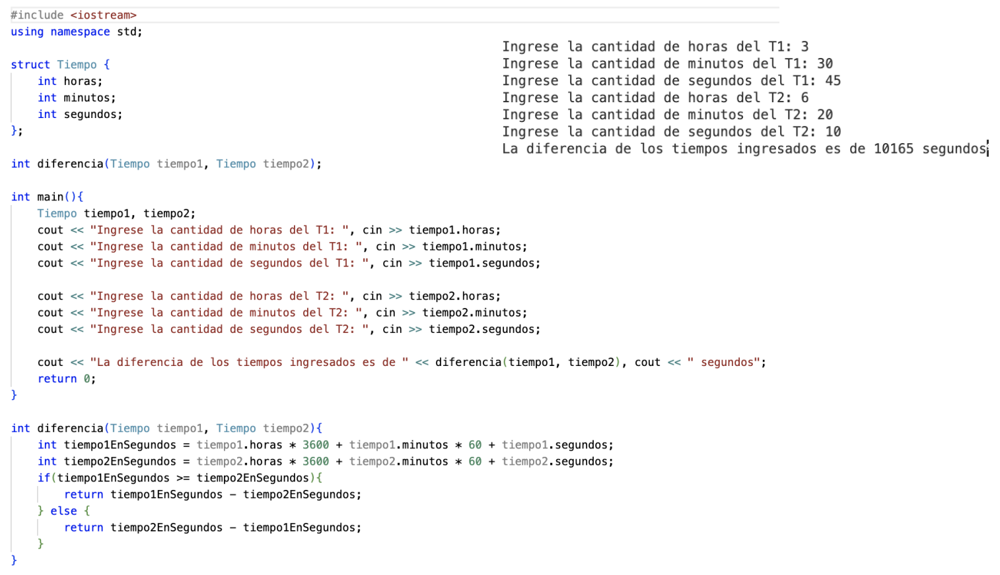 #include <iostream>
using namespace std;
struct Tiempo {
int horas;
int minutos;
int segundos;
};
int diferencia(Tiempo tiempo1, Tiempo tiempo2);
int main(){
Tiempo tiempo1, tiempo2;
cout << "Ingrese la cantidad de horas del T1: ", cin >> tiempo1.horas;
cout << "Ingrese la cantidad de minutos del T1: ", cin >> tiempo1.minutos;
cout << "Ingrese la cantidad de segundos del T1: ", cin >> tiempo1.segundos;
cout << "Ingrese la cantidad de horas del T2: ", cin >> tiempo2.horas;
cout << "Ingrese la cantidad de minutos del T2: ", cin >> tiempo2.minutos;
cout << "Ingrese la cantidad de segundos del T2: ", cin >> tiempo2.segundos;
cout << "La diferencia de los tiempos ingresados es de " << diferencia(tiempo1, tiempo2), cout << " segundos";
return 0;
}
int diferencia(Tiempo tiempo1, Tiempo tiempo2){
int tiempo1EnSegundos = tiempo1.horas * 3600 + tiempo1.minutos * 60 + tiempo1.segundos;
int tiempo2EnSegundos = tiempo2.horas * 3600 + tiempo2.minutos * 60 + tiempo2.segundos;
if(tiempo1EnSegundos >= tiempo2EnSegundos){
return tiempo1EnSegundos - tiempo2EnSegundos;
} else {
return tiempo2EnSegundos - tiempo1EnSegundos;
}
}
Ingrese la cantidad de horas del T1: 3
Ingrese la cantidad de minutos del T1: 30
Ingrese la cantidad de segundos del T1: 45
Ingrese la cantidad de horas del T2: 6
Ingrese la cantidad de minutos del T2: 20
Ingrese la cantidad de segundos del T2: 10
La diferencia de los tiempos ingresados es de 10165 segundos